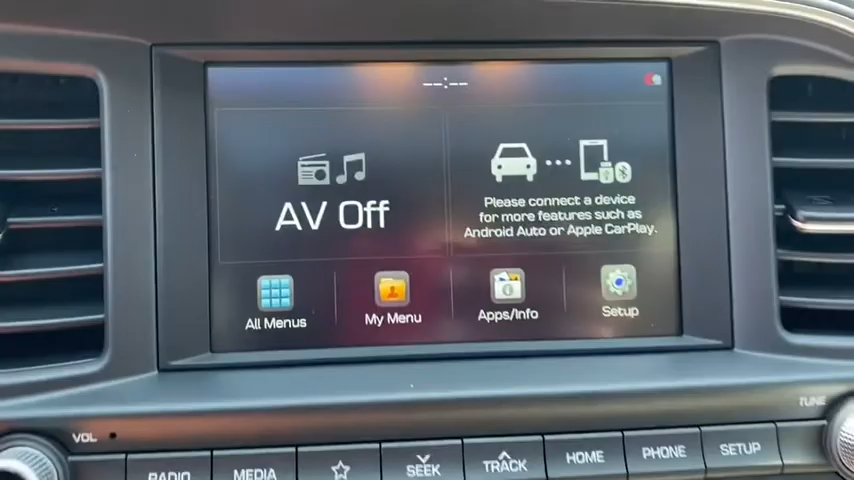 --:--
AV Off
Please connect a device
for more features such as
Android Auto or Apple CarPlay.
All Menus
My Menu
Apps/Info
Setup
VOL
TUNE
RADIO
MEDIA
SEEK
TRACK
HOME
PHONE
SETUP